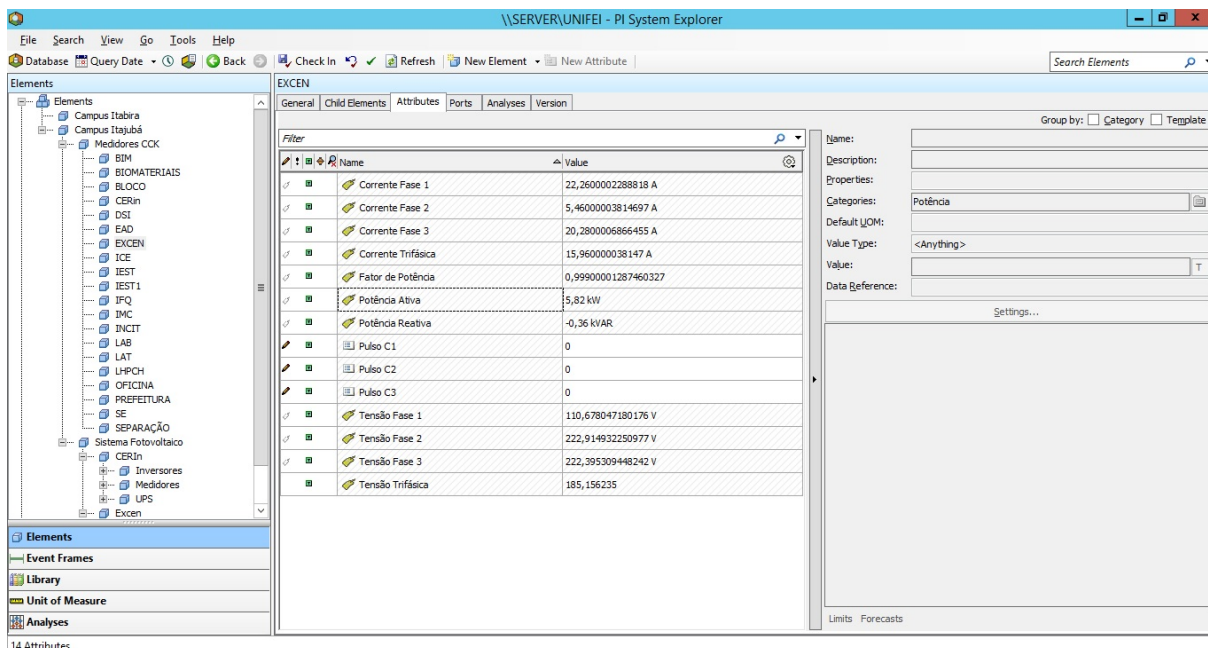 \\SERVER\UNIFEI - PI System Explorer
File Search View Go Tools Help
Database Query Date Back Check In Refresh New Element New Attribute Search Elements
Elements
Elements
Campus Itabira
Campus Itajubá
Medidores CCK
BIM
BIOMATERIAIS
BLOCO
CERin
DSI
EAD
EXCEN
ICE
IEST
IEST1
IFQ
IMC
INCIT
LAB
LAT
LHPCH
OFICINA
PREFEITURA
SE
SEPARAÇÃO
Sistema Fotovoltaico
CERIn
Inversores
Medidores
UPS
Excen
Elements
Event Frames
Library
Unit of Measure
Analyses
14 Attributes
EXCEN
General Child Elements Attributes Ports Analyses Version
Group by: Category Template
Filter
Name Value
Corrente Fase 1 22,2600002288818 A
Corrente Fase 2 5,46000003814697 A
Corrente Fase 3 20,2800006866455 A
Corrente Trifásica 15,960000038147 A
Fator de Potência 0,99900001287460327
Potência Ativa 5,82 kW
Potência Reativa -0,36 kVAR
Pulso C1 0
Pulso C2 0
Pulso C3 0
Tensão Fase 1 110,678047180176 V
Tensão Fase 2 222,914932250977 V
Tensão Fase 3 222,395309448242 V
Tensão Trifásica 185,156235
Name:
Description:
Properties:
Categories: Potência
Default UOM:
Value Type: <Anything>
Value:
Data Reference:
Settings...
Limits Forecasts